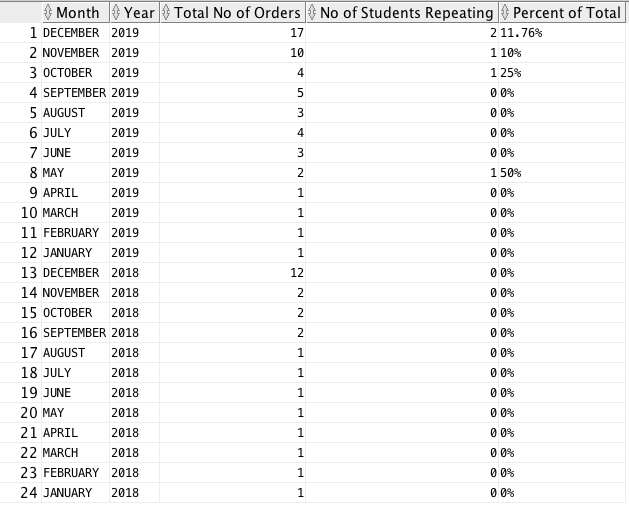 Month Year Total No of Orders No of Students Repeating Percent of Total
1 DECEMBER 2019 17 2 11.76%
2 NOVEMBER 2019 10 1 10%
3 OCTOBER 2019 4 1 25%
4 SEPTEMBER 2019 5 0 0%
5 AUGUST 2019 3 0 0%
6 JULY 2019 4 0 0%
7 JUNE 2019 3 0 0%
8 MAY 2019 2 1 50%
9 APRIL 2019 1 0 0%
10 MARCH 2019 1 0 0%
11 FEBRUARY 2019 1 0 0%
12 JANUARY 2019 1 0 0%
13 DECEMBER 2018 12 0 0%
14 NOVEMBER 2018 2 0 0%
15 OCTOBER 2018 2 0 0%
16 SEPTEMBER 2018 2 0 0%
17 AUGUST 2018 1 0 0%
18 JULY 2018 1 0 0%
19 JUNE 2018 1 0 0%
20 MAY 2018 1 0 0%
21 APRIL 2018 1 0 0%
22 MARCH 2018 1 0 0%
23 FEBRUARY 2018 1 0 0%
24 JANUARY 2018 1 0 0%